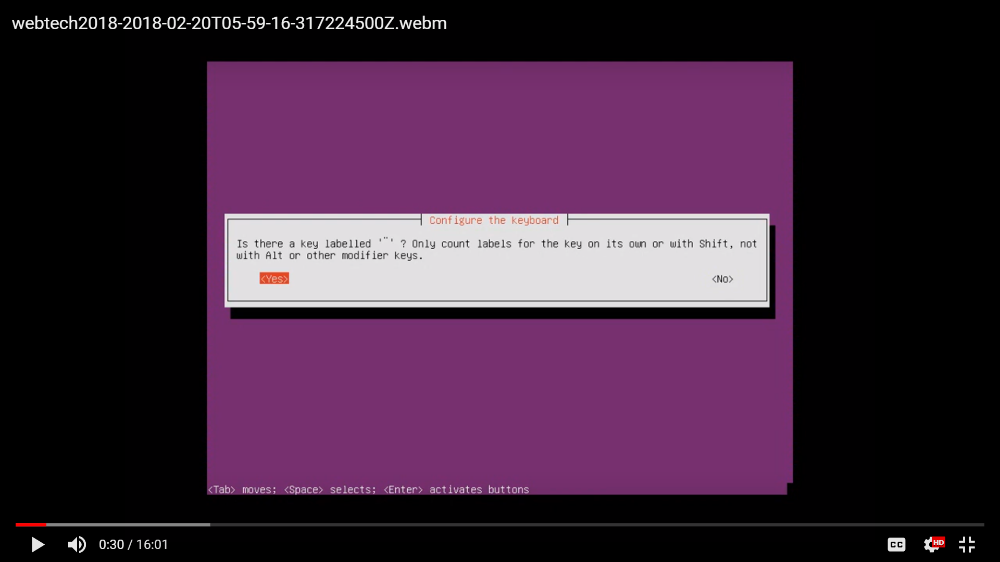 webtech2018-2018-02-20T05-59-16-317224500Z.webm
Configure the keyboard
Is there a key labelled '¨' ? Only count labels for the key on its own or with Shift, not
with Alt or other modifier keys.
<Yes> <No>
<Tab> moves; <Space> selects; <Enter> activates buttons
0:30 / 16:01 CC HD